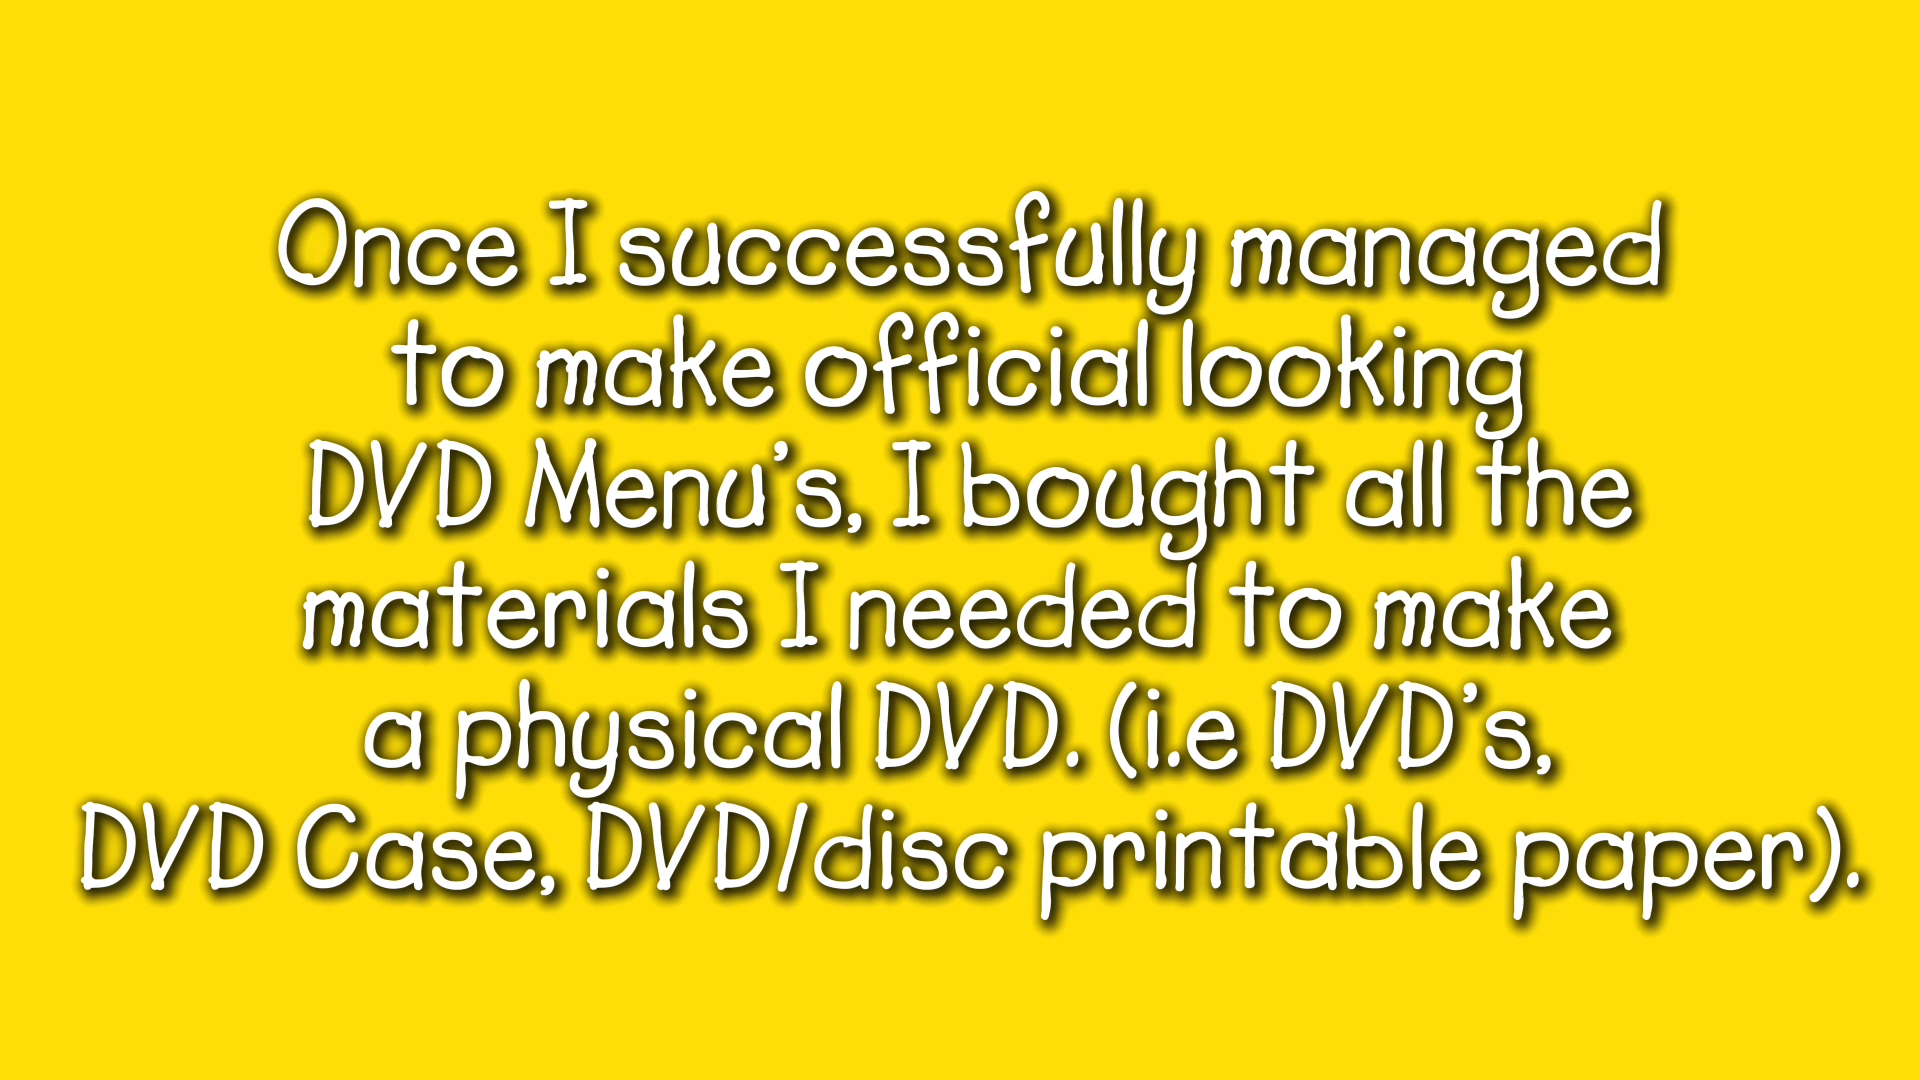 Once I successfully managed
to make official looking
DVD Menu's, I bought all the
materials I needed to make
a physical DVD. (i.e DVD's,
DVD Case, DVD/disc printable paper).